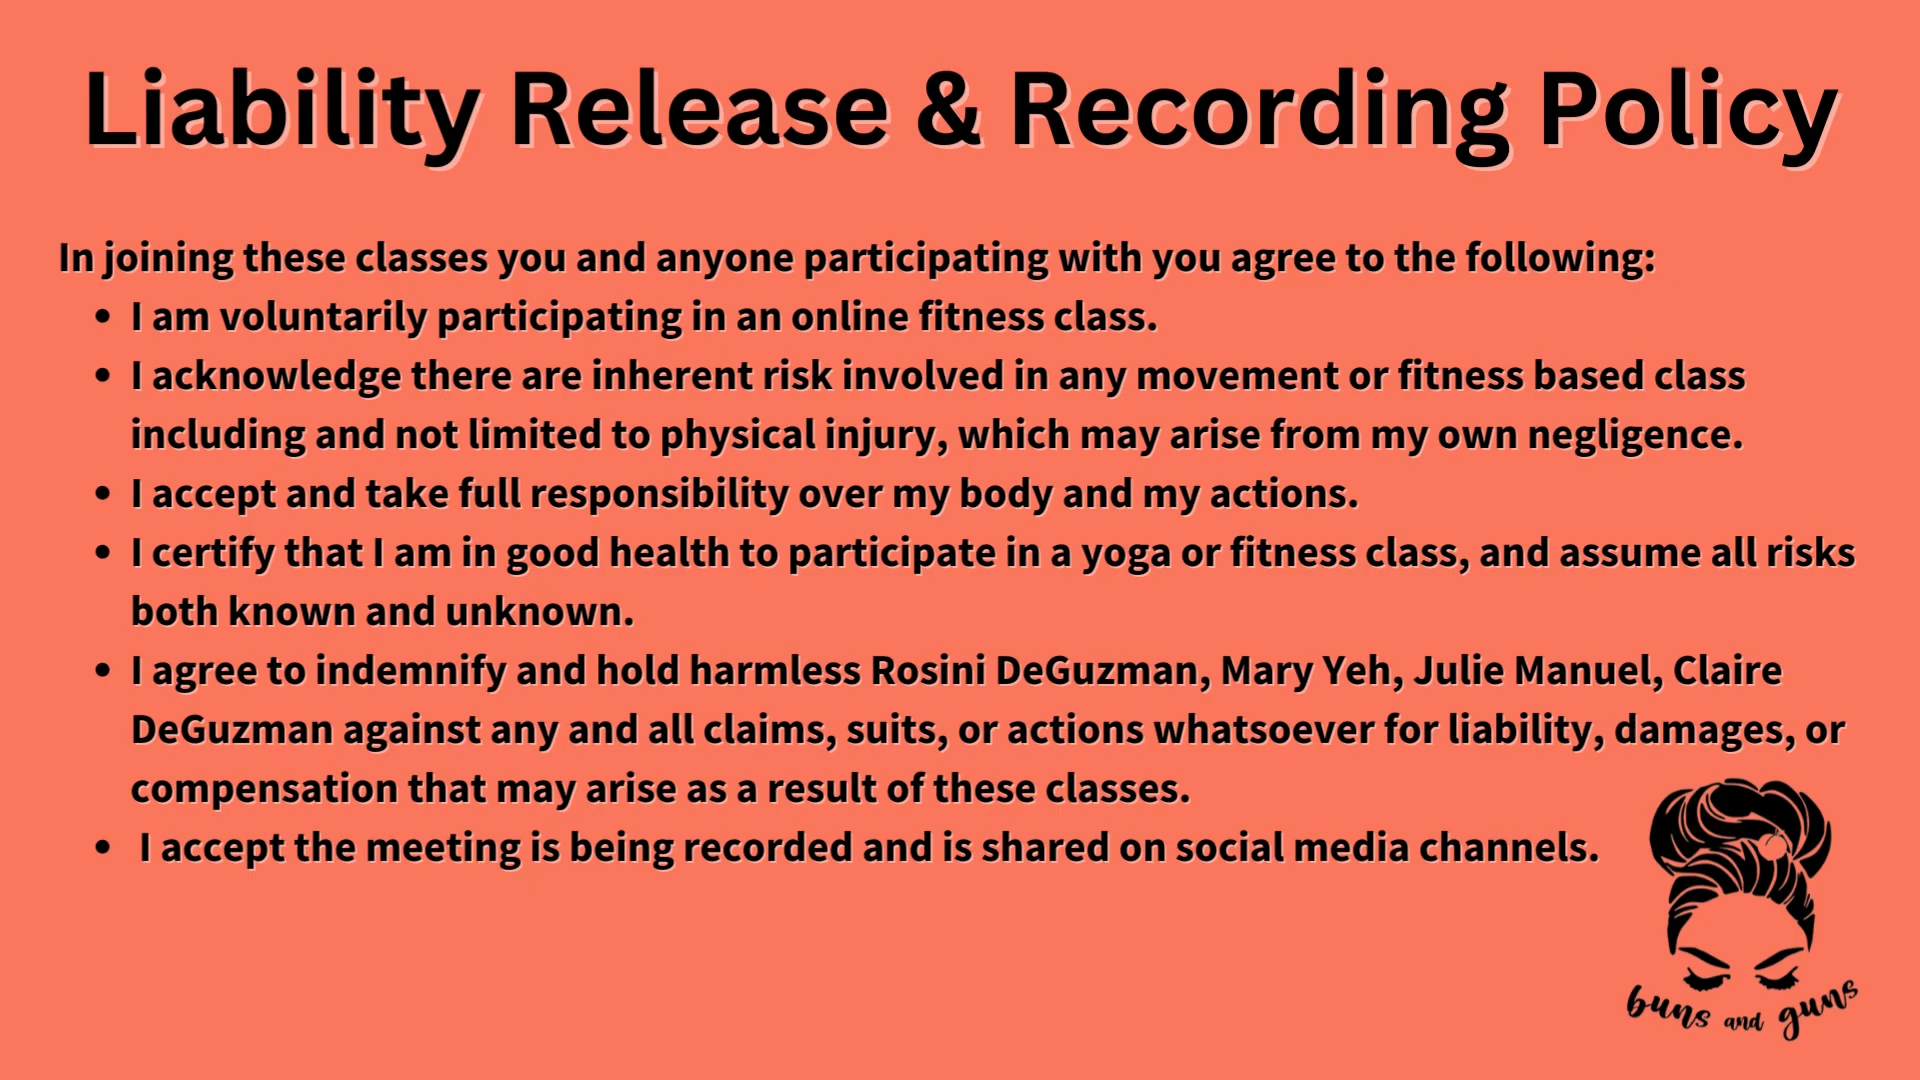 Liability Release & Recording Policy
In joining these classes you and anyone participating with you agree to the following:
• I am voluntarily participating in an online fitness class.
• I acknowledge there are inherent risk involved in any movement or fitness based class
including and not limited to physical injury, which may arise from my own negligence.
• I accept and take full responsibility over my body and my actions.
• I certify that I am in good health to participate in a yoga or fitness class, and assume all risks
both known and unknown.
• I agree to indemnify and hold harmless Rosini DeGuzman, Mary Yeh, Julie Manuel, Claire
DeGuzman against any and all claims, suits, or actions whatsoever for liability, damages, or
compensation that may arise as a result of these classes.
• I accept the meeting is being recorded and is shared on social media channels.
buns and guns